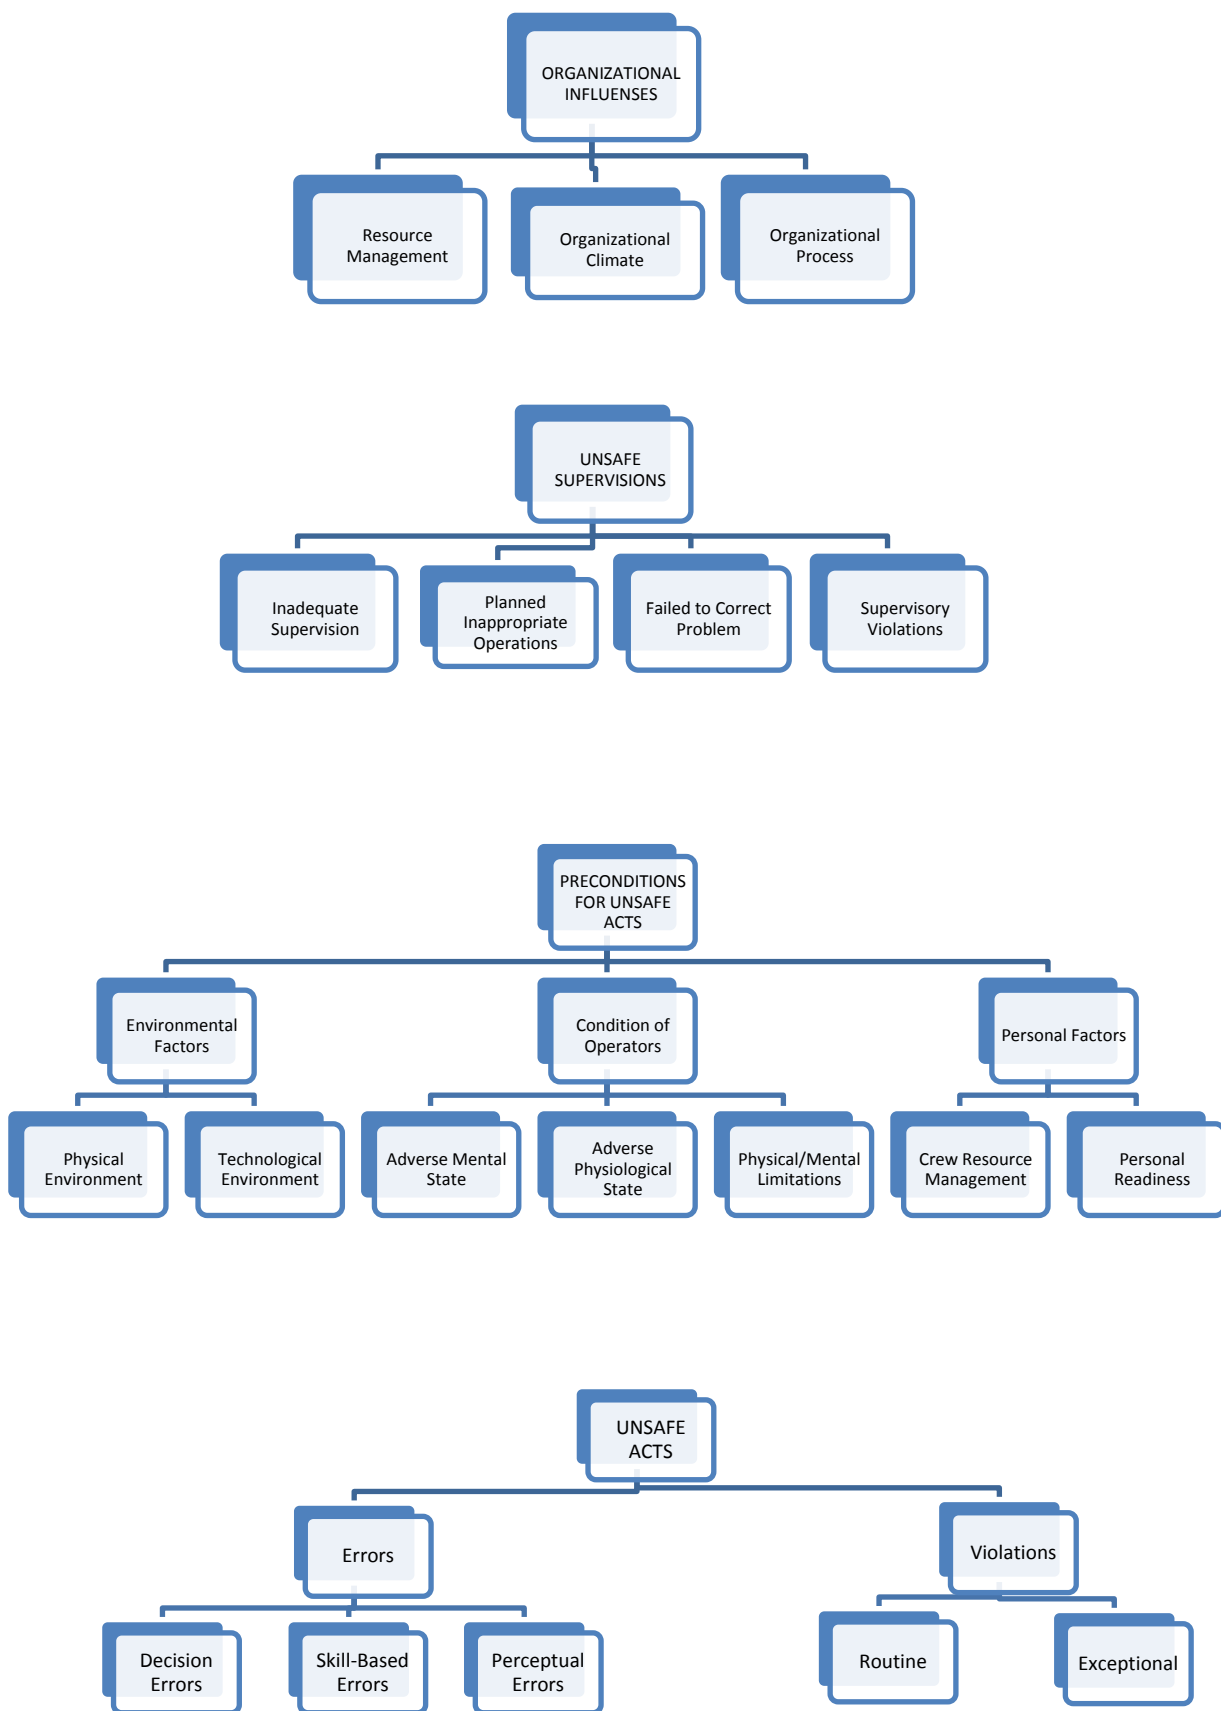 ORGANIZATIONAL
INFLUENSES
Resource
Management
Organizational
Climate
Organizational
Process
UNSAFE
SUPERVISIONS
Inadequate
Supervision
Planned
Inappropriate
Operations
Failed to Correct
Problem
Supervisory
Violations
PRECONDITIONS
FOR UNSAFE
ACTS
Environmental
Factors
Condition of
Operators
Personal Factors
Physical
Environment
Technological
Environment
Adverse Mental
State
Adverse
Physiological
State
Physical/Mental
Limitations
Crew Resource
Management
Personal
Readiness
UNSAFE
ACTS
Errors
Violations
Decision
Errors
Skill-Based
Errors
Perceptual
Errors
Routine
Exceptional